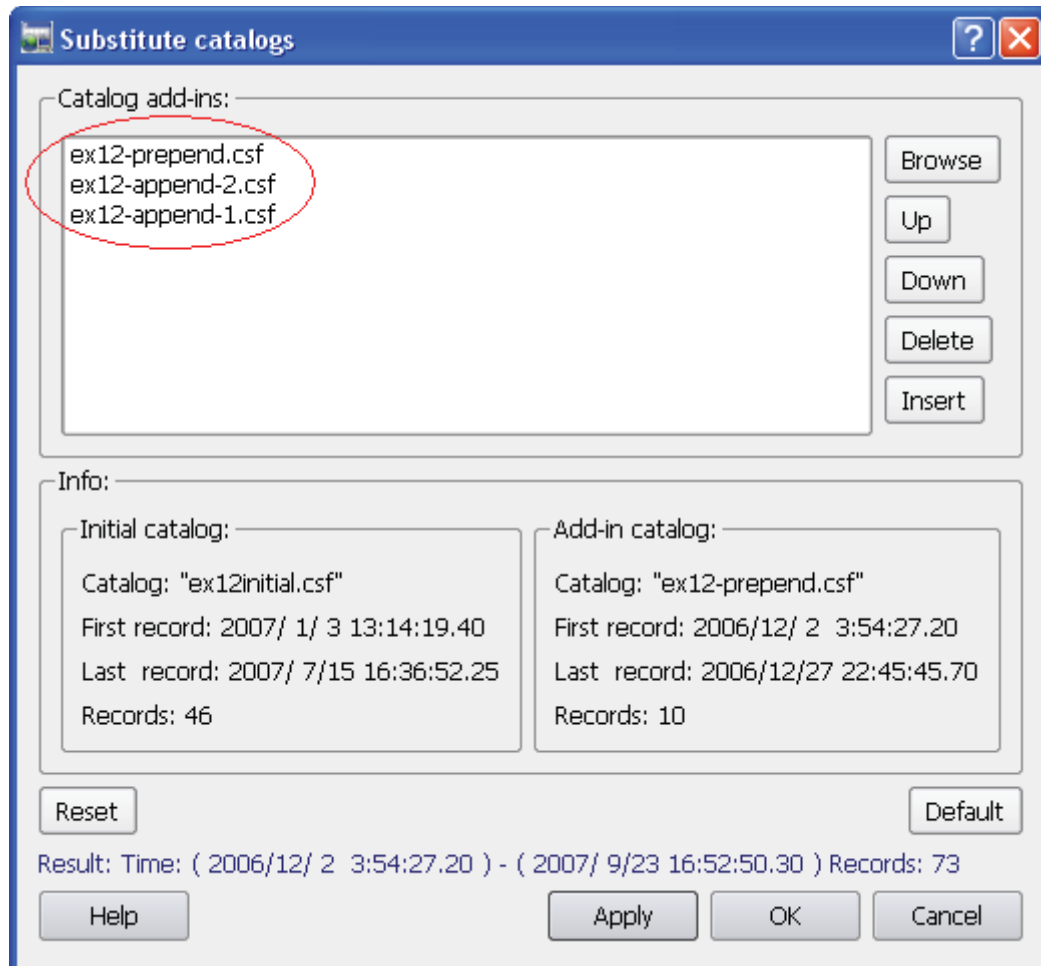 Substitute catalogs
Catalog add-ins:
ex12-prepend.csf
ex12-append-2.csf
ex12-append-1.csf
Browse
Up
Down
Delete
Insert
Info:
Initial catalog:
Catalog: "ex12initial.csf"
First record: 2007/ 1/ 3 13:14:19.40
Last  record: 2007/ 7/15 16:36:52.25
Records: 46
Add-in catalog:
Catalog: "ex12-prepend.csf"
First record: 2006/12/ 2  3:54:27.20
Last  record: 2006/12/27 22:45:45.70
Records: 10
Reset
Default
Result: Time: ( 2006/12/ 2  3:54:27.20 ) - ( 2007/ 9/23 16:52:50.30 ) Records: 73
Help
Apply
OK
Cancel